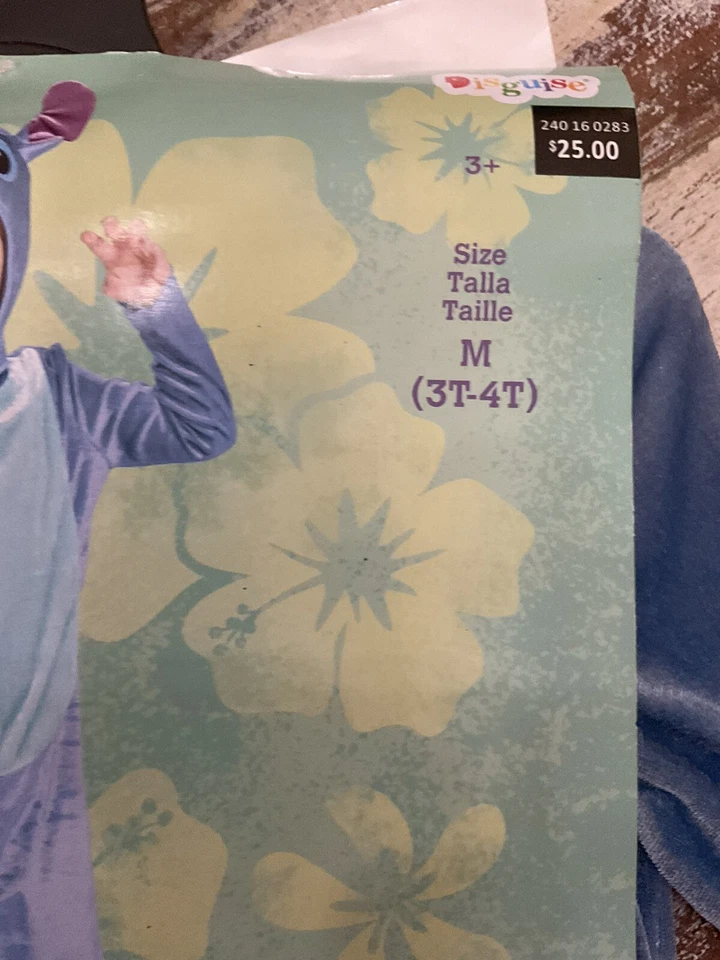 Disguise
240 16 0283
$25.00
3+
Size
Talla
Taille
M
(3T-4T)